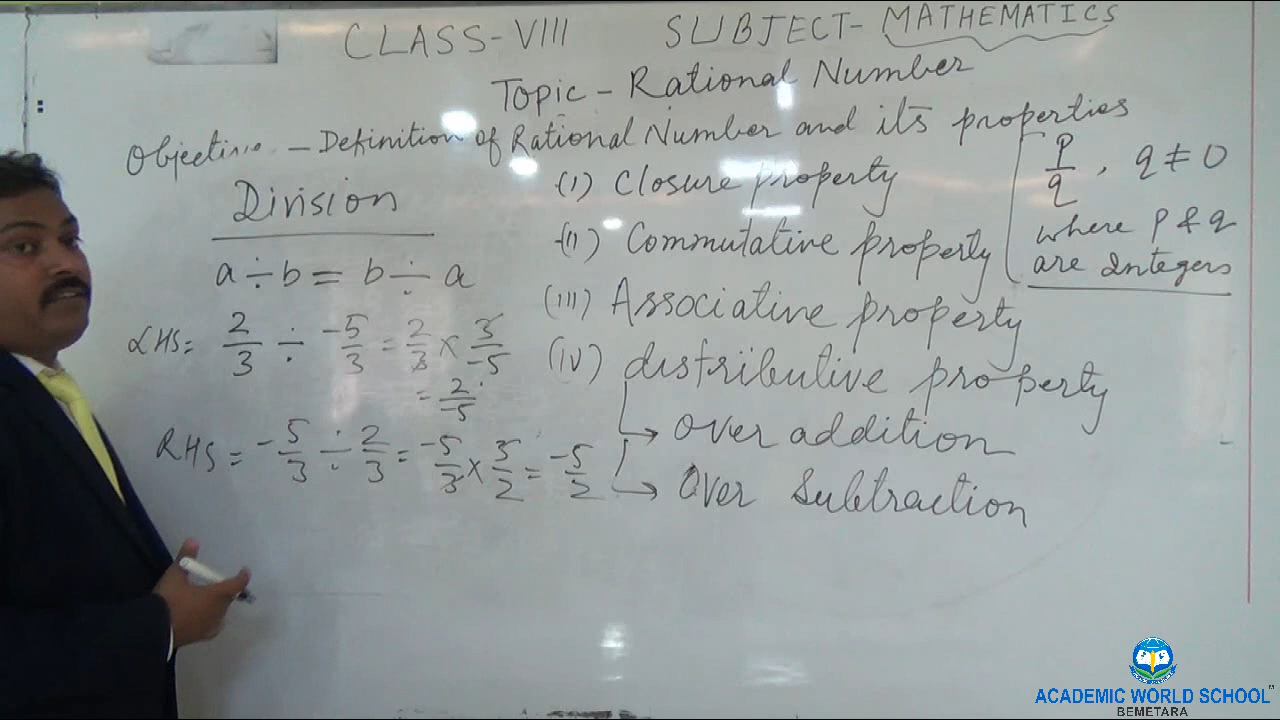 CLASS-VIII SUBJECT- MATHEMATICS
Topic - Rational Number
Objective - Definition of Rational Number and its properties
Division
a ÷ b = b ÷ a
LHS = 2/3 ÷ -5/3 = 2/3 × 3/-5
= 2/-5
RHS = -5/3 ÷ 2/3 = -5/3 × 3/2 = -5/2
(i) Closure property
(ii) Commutative property
(iii) Associative property
(iv) distributive property
→ Over addition
→ Over Subtraction
p/q, q ≠ 0
where p & q
are Integers
ACADEMIC WORLD SCHOOL™
BEMETARA